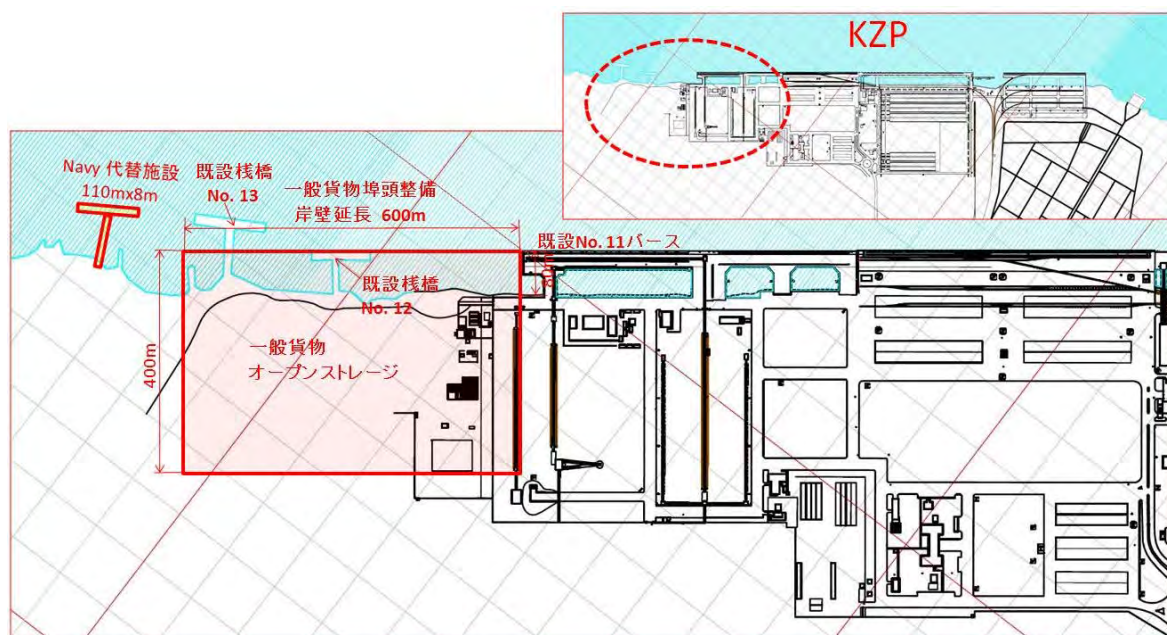 KZP
Navy 代替施設
110mx8m
既設桟橋
No. 13
一般貨物埠頭整備
岸壁延長 600m
既設No. 11バース
既設桟橋
No. 12
400m
一般貨物
オープンストレージ